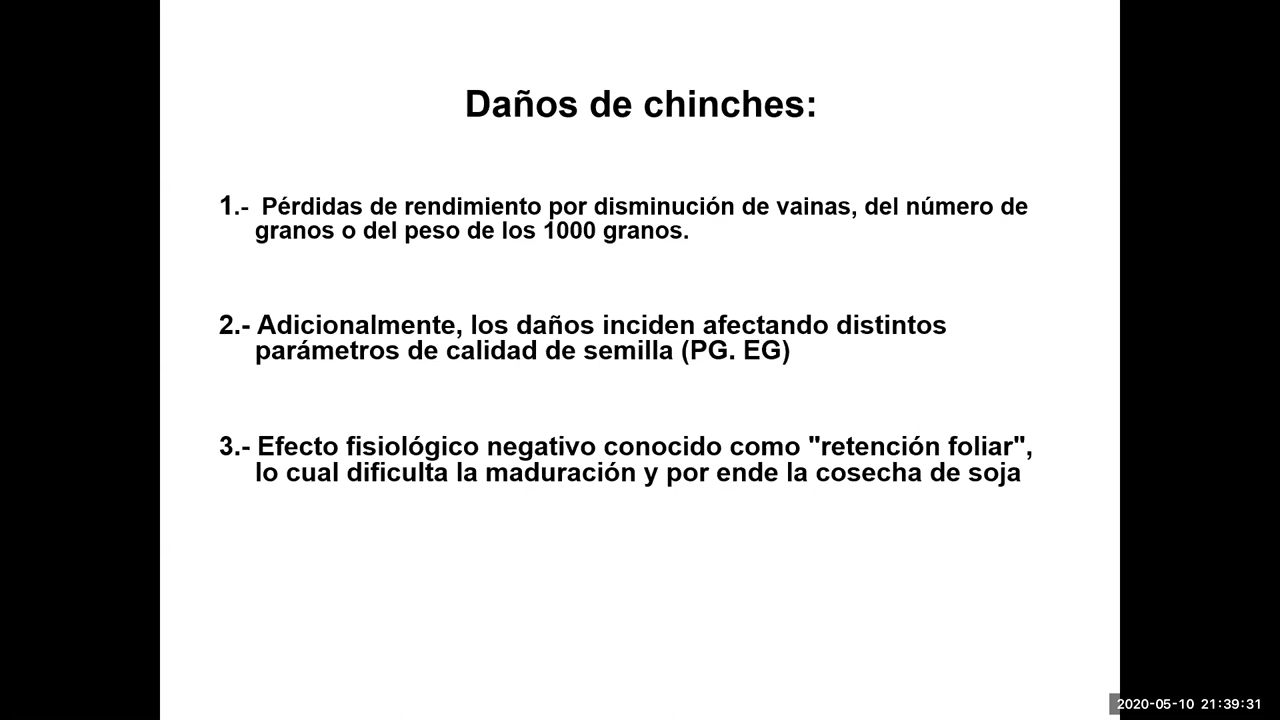 Daños de chinches:
1.- Pérdidas de rendimiento por disminución de vainas, del número de
granos o del peso de los 1000 granos.
2.- Adicionalmente, los daños inciden afectando distintos
parámetros de calidad de semilla (PG. EG)
3.- Efecto fisiológico negativo conocido como "retención foliar",
lo cual dificulta la maduración y por ende la cosecha de soja
2020-05-10 21:39:31